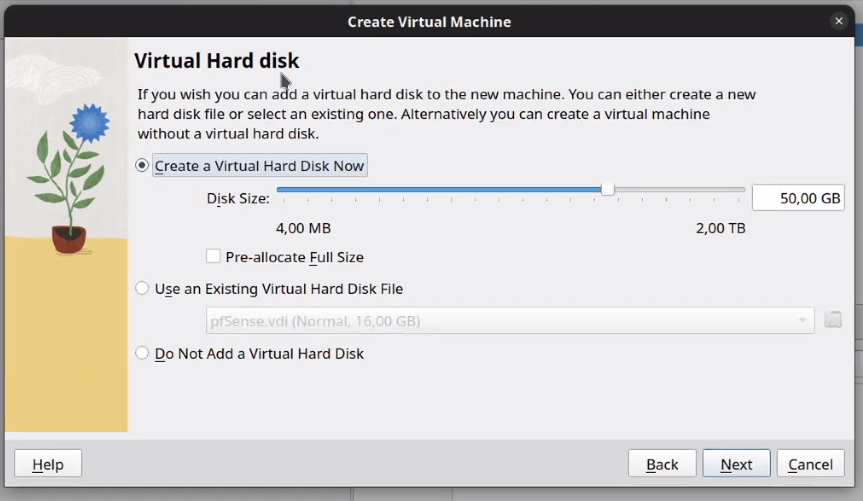 Create Virtual Machine
Virtual Hard disk
If you wish you can add a virtual hard disk to the new machine. You can either create a new
hard disk file or select an existing one. Alternatively you can create a virtual machine
without a virtual hard disk.
Create a Virtual Hard Disk Now
Disk Size:
50,00 GB
4,00 MB
2,00 TB
Pre-allocate Full Size
Use an Existing Virtual Hard Disk File
pfSense.vdi (Normal, 16,00 GB)
Do Not Add a Virtual Hard Disk
Help
Back
Next
Cancel